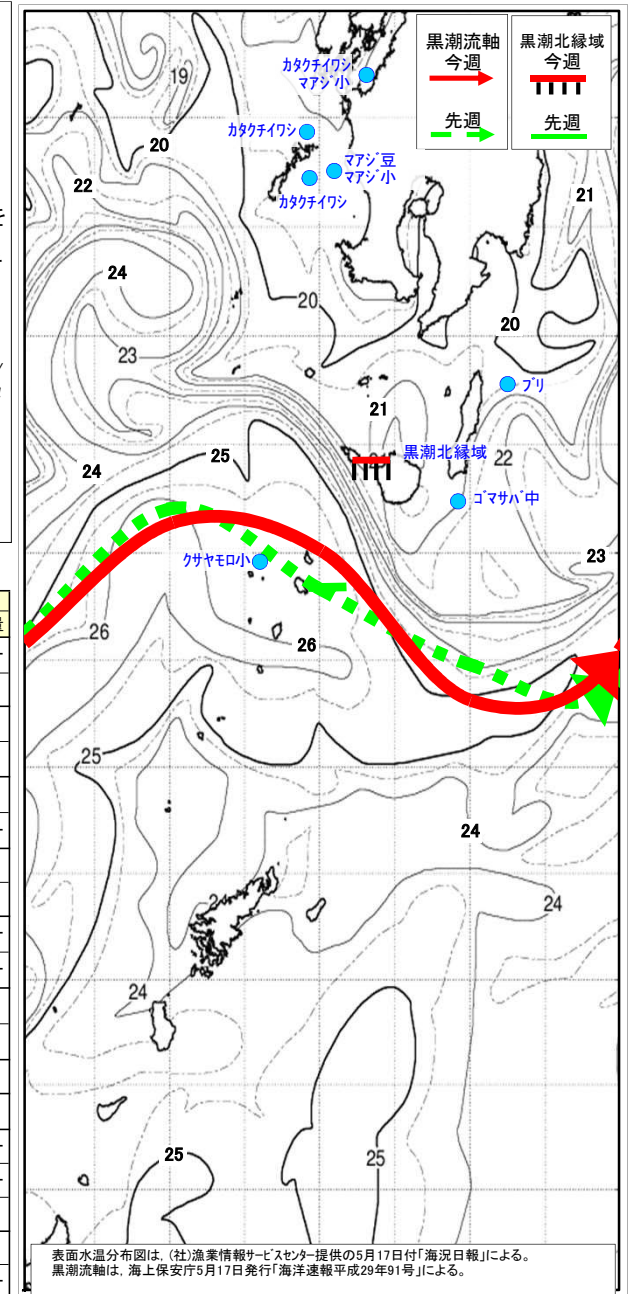 黒潮流軸
今週
先週
黒潮北縁域
今週
先週
カタクチイワシ
マアジ小
カタクチイワシ
マアジ豆
マアジ小
カタクチイワシ
19
20
22
21
24
20
20
23
ブリ
21
24
25
黒潮北縁域
22
ゴマサバ中
クサヤモロ小
23
26
26
25
24
24
24
25
25
表面水温分布図は，(社)漁業情報サービスセンター提供の5月17日付「海況日報」による。
黒潮流軸は，海上保安庁5月17日発行「海洋速報平成29年91号」による。